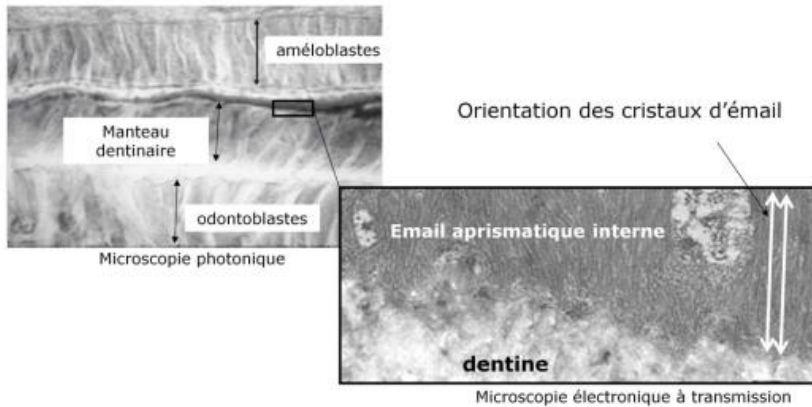 améloblastes
Manteau
dentinaire
odontoblastes
Microscopie photonique
Orientation des cristaux d’émail
Email aprismatique interne
dentine
Microscopie électronique à transmission